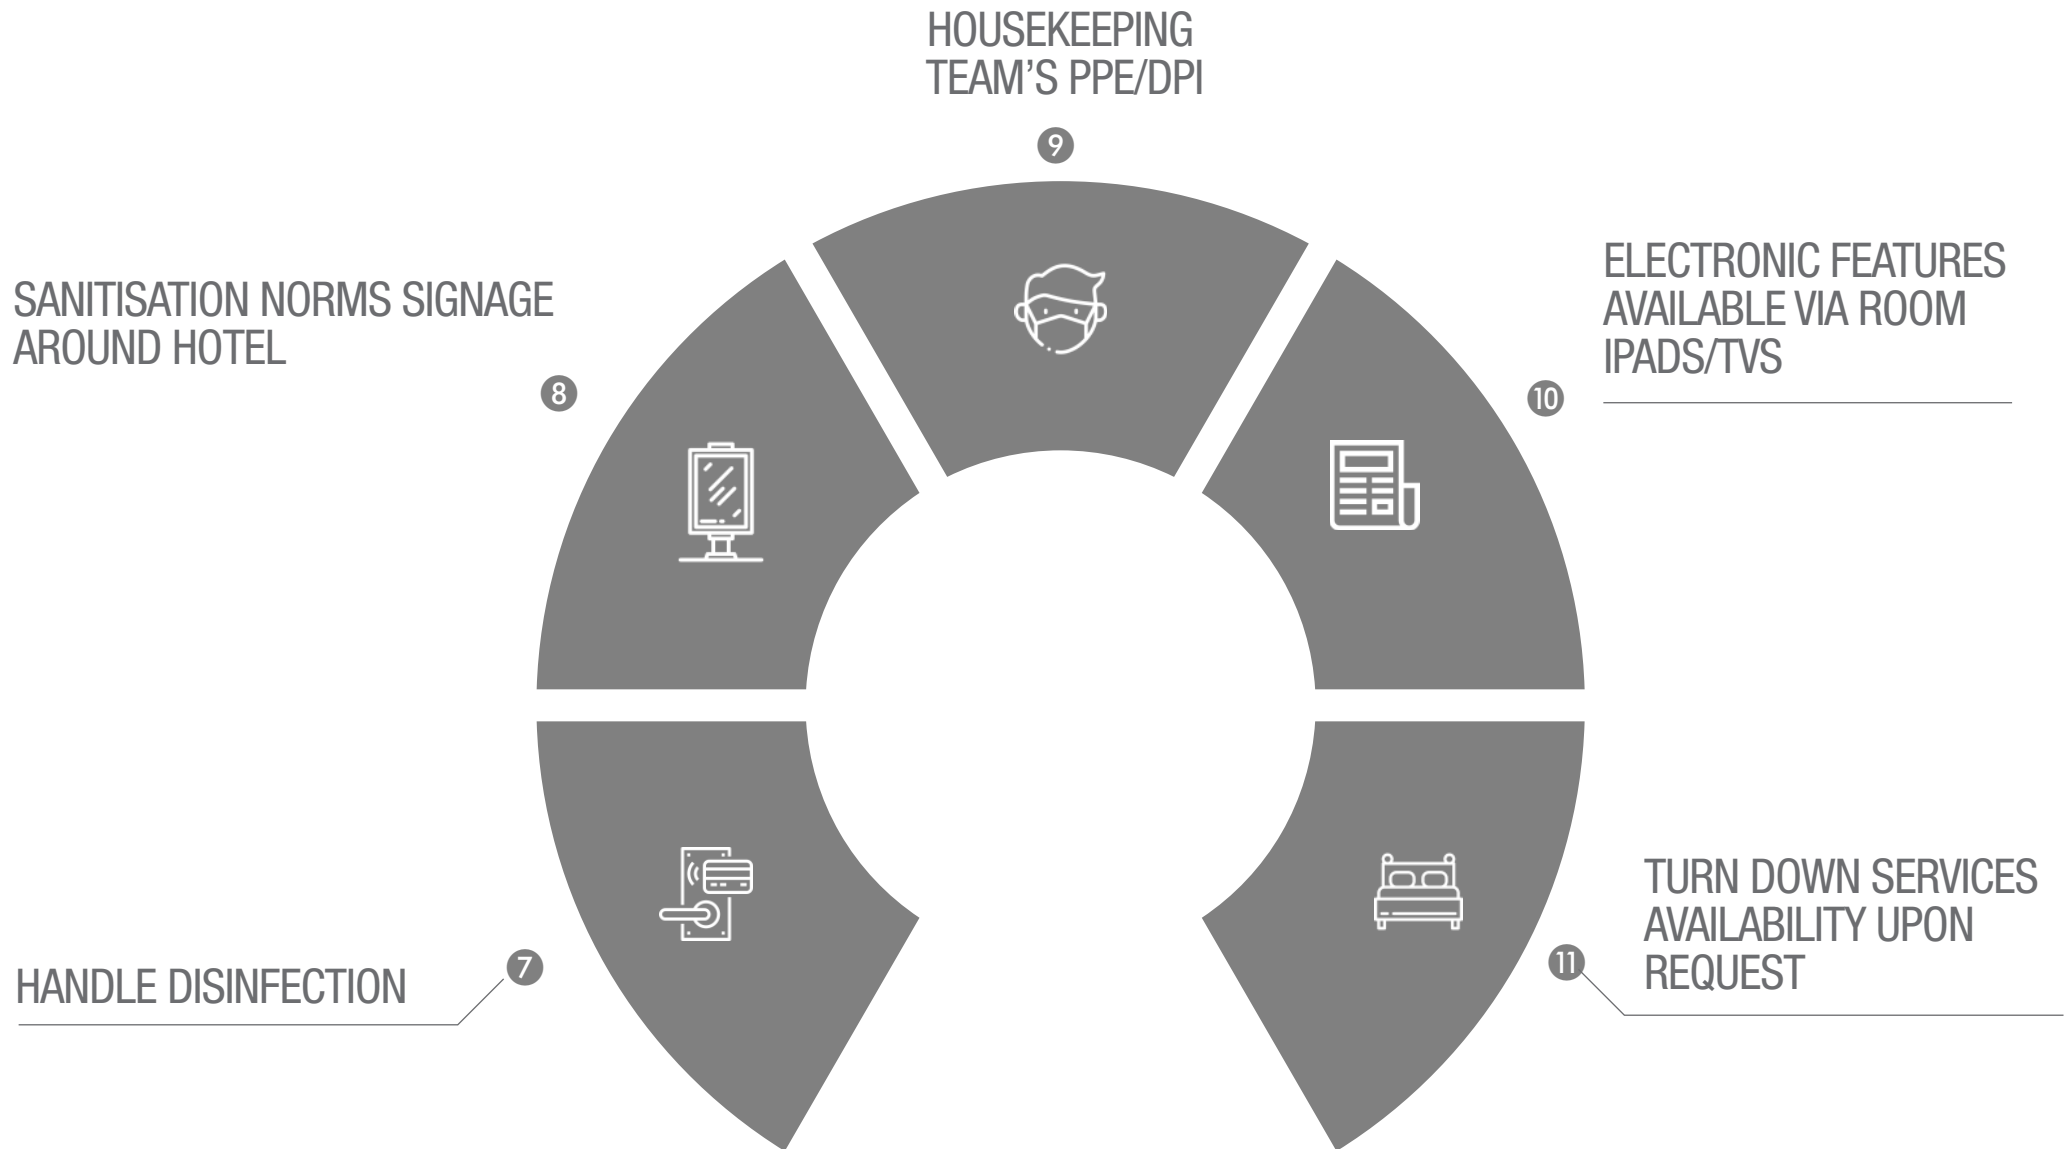 HOUSEKEEPING
TEAM’S PPE/DPI
9
SANITISATION NORMS SIGNAGE
AROUND HOTEL
8
ELECTRONIC FEATURES
AVAILABLE VIA ROOM
IPADS/TVS
10
HANDLE DISINFECTION
7
TURN DOWN SERVICES
AVAILABILITY UPON
REQUEST
11